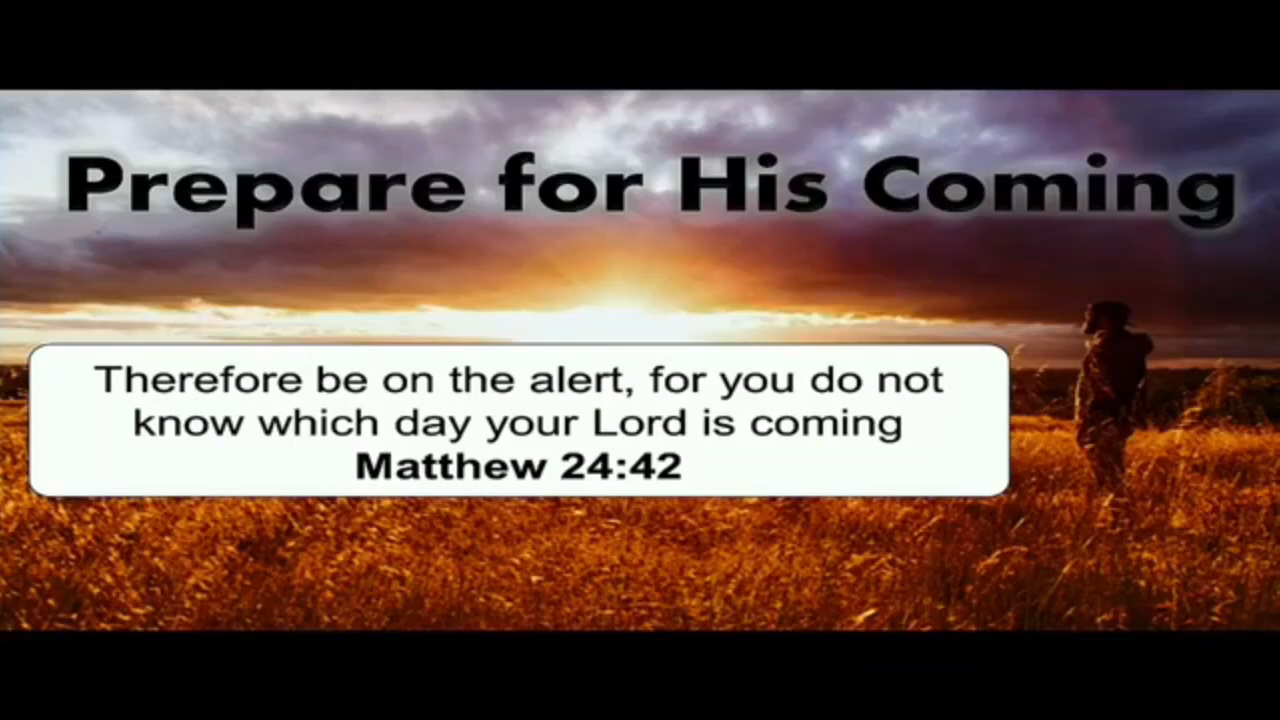 Prepare for His Coming
Therefore be on the alert, for you do not
know which day your Lord is coming
Matthew 24:42